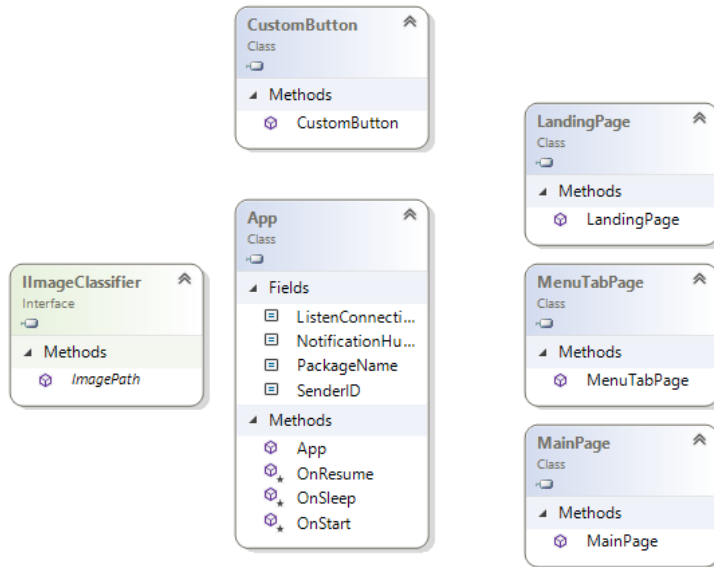 CustomButton
Class
Methods
CustomButton
LandingPage
Class
Methods
LandingPage
App
Class
Fields
ListenConnecti...
NotificationHu...
PackageName
SenderID
Methods
App
OnResume
OnSleep
OnStart
IImageClassifier
Interface
Methods
ImagePath
MenuTabPage
Class
Methods
MenuTabPage
MainPage
Class
Methods
MainPage